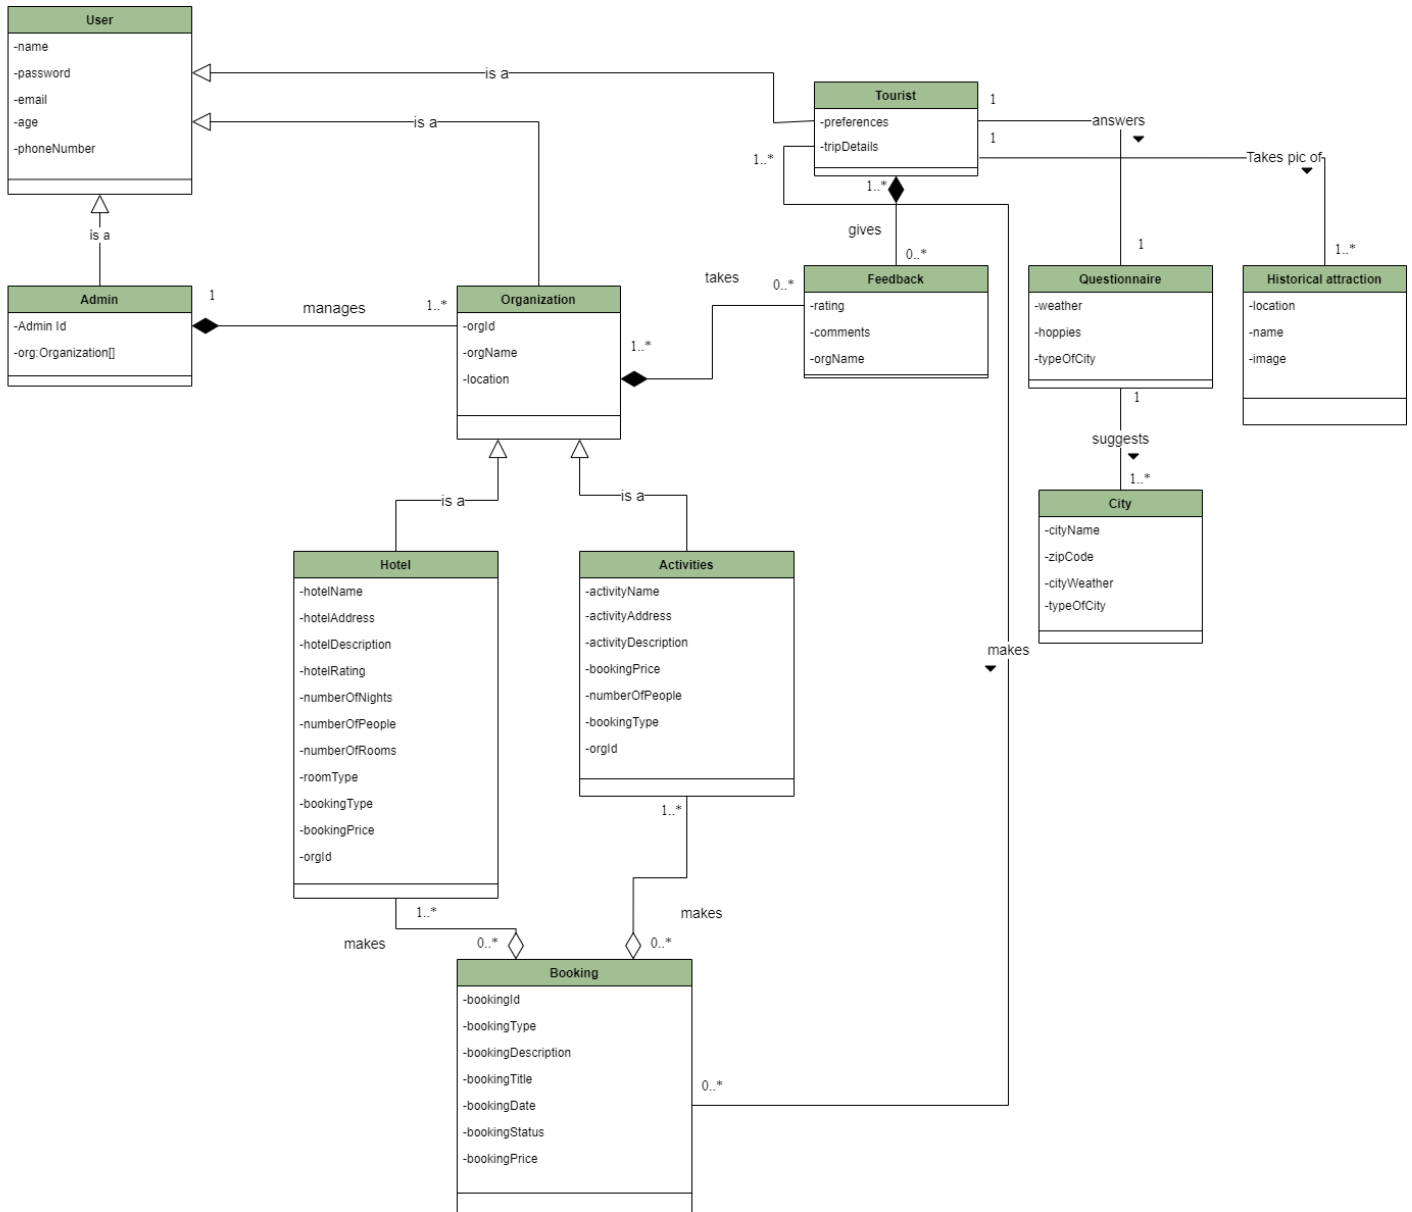 User
-name
-password
-email
-age
-phoneNumber
is a
is a
is a
Tourist
-preferences
-tripDetails
1
answers
1
Takes pic of
1..*
1..*
gives
0..*
1
1..*
Admin
-Admin Id
-org:Organization[]
1
manages
1..*
Organization
-orgId
-orgName
-location
takes
0..*
1..*
Feedback
-rating
-comments
-orgName
Questionnaire
-weather
-hoppies
-typeOfCity
1
suggests
1..*
Historical attraction
-location
-name
-image
City
-cityName
-zipCode
-cityWeather
-typeOfCity
is a
is a
Hotel
-hotelName
-hotelAddress
-hotelDescription
-hotelRating
-numberOfNights
-numberOfPeople
-numberOfRooms
-roomType
-bookingType
-bookingPrice
-orgId
Activities
-activityName
-activityAddress
-activityDescription
-bookingPrice
-numberOfPeople
-bookingType
-orgId
makes
1..*
1..*
makes
0..*
makes
0..*
Booking
-bookingId
-bookingType
-bookingDescription
-bookingTitle
-bookingDate
-bookingStatus
-bookingPrice
0..*